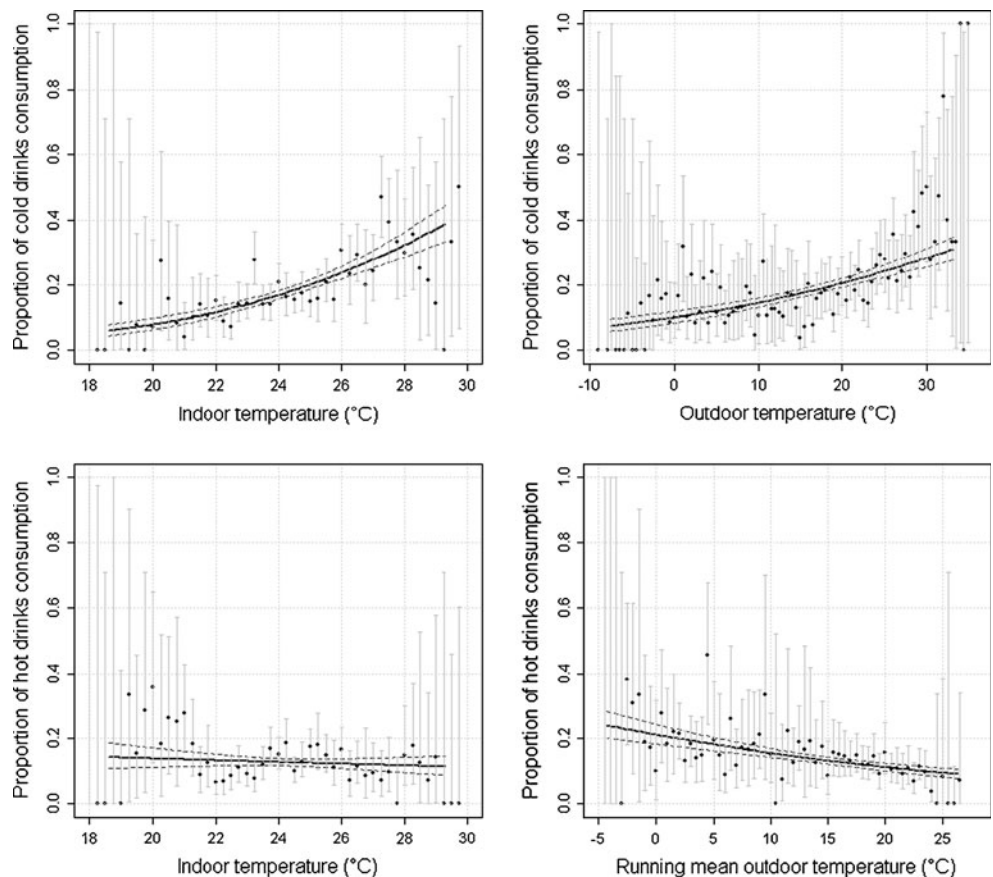 Proportion of cold drinks consumption
1.0
0.8
0.6
0.4
0.2
0.0
18 20 22 24 26 28 30
Indoor temperature (°C)
Proportion of cold drinks consumption
1.0
0.8
0.6
0.4
0.2
0.0
-10 0 10 20 30
Outdoor temperature (°C)
Proportion of hot drinks consumption
1.0
0.8
0.6
0.4
0.2
0.0
18 20 22 24 26 28 30
Indoor temperature (°C)
Proportion of hot drinks consumption
1.0
0.8
0.6
0.4
0.2
0.0
-5 0 5 10 15 20 25
Running mean outdoor temperature (°C)